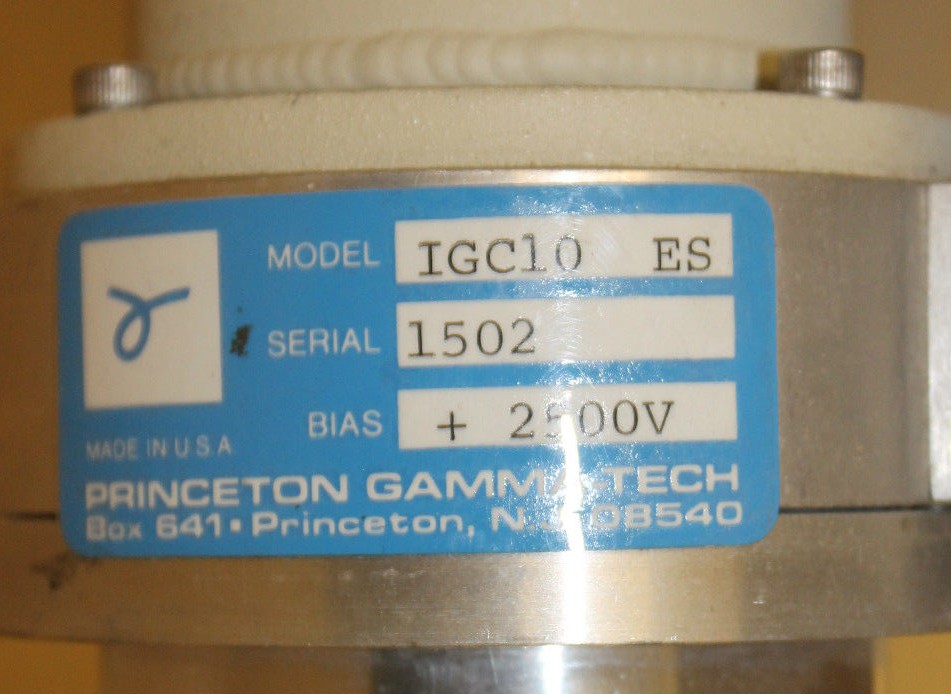 MODEL IGC10 ES
SERIAL 1502
BIAS + 2500V
MADE IN U.S.A
PRINCETON GAMMA-TECH
Box 641 • Princeton, N.J. 08540